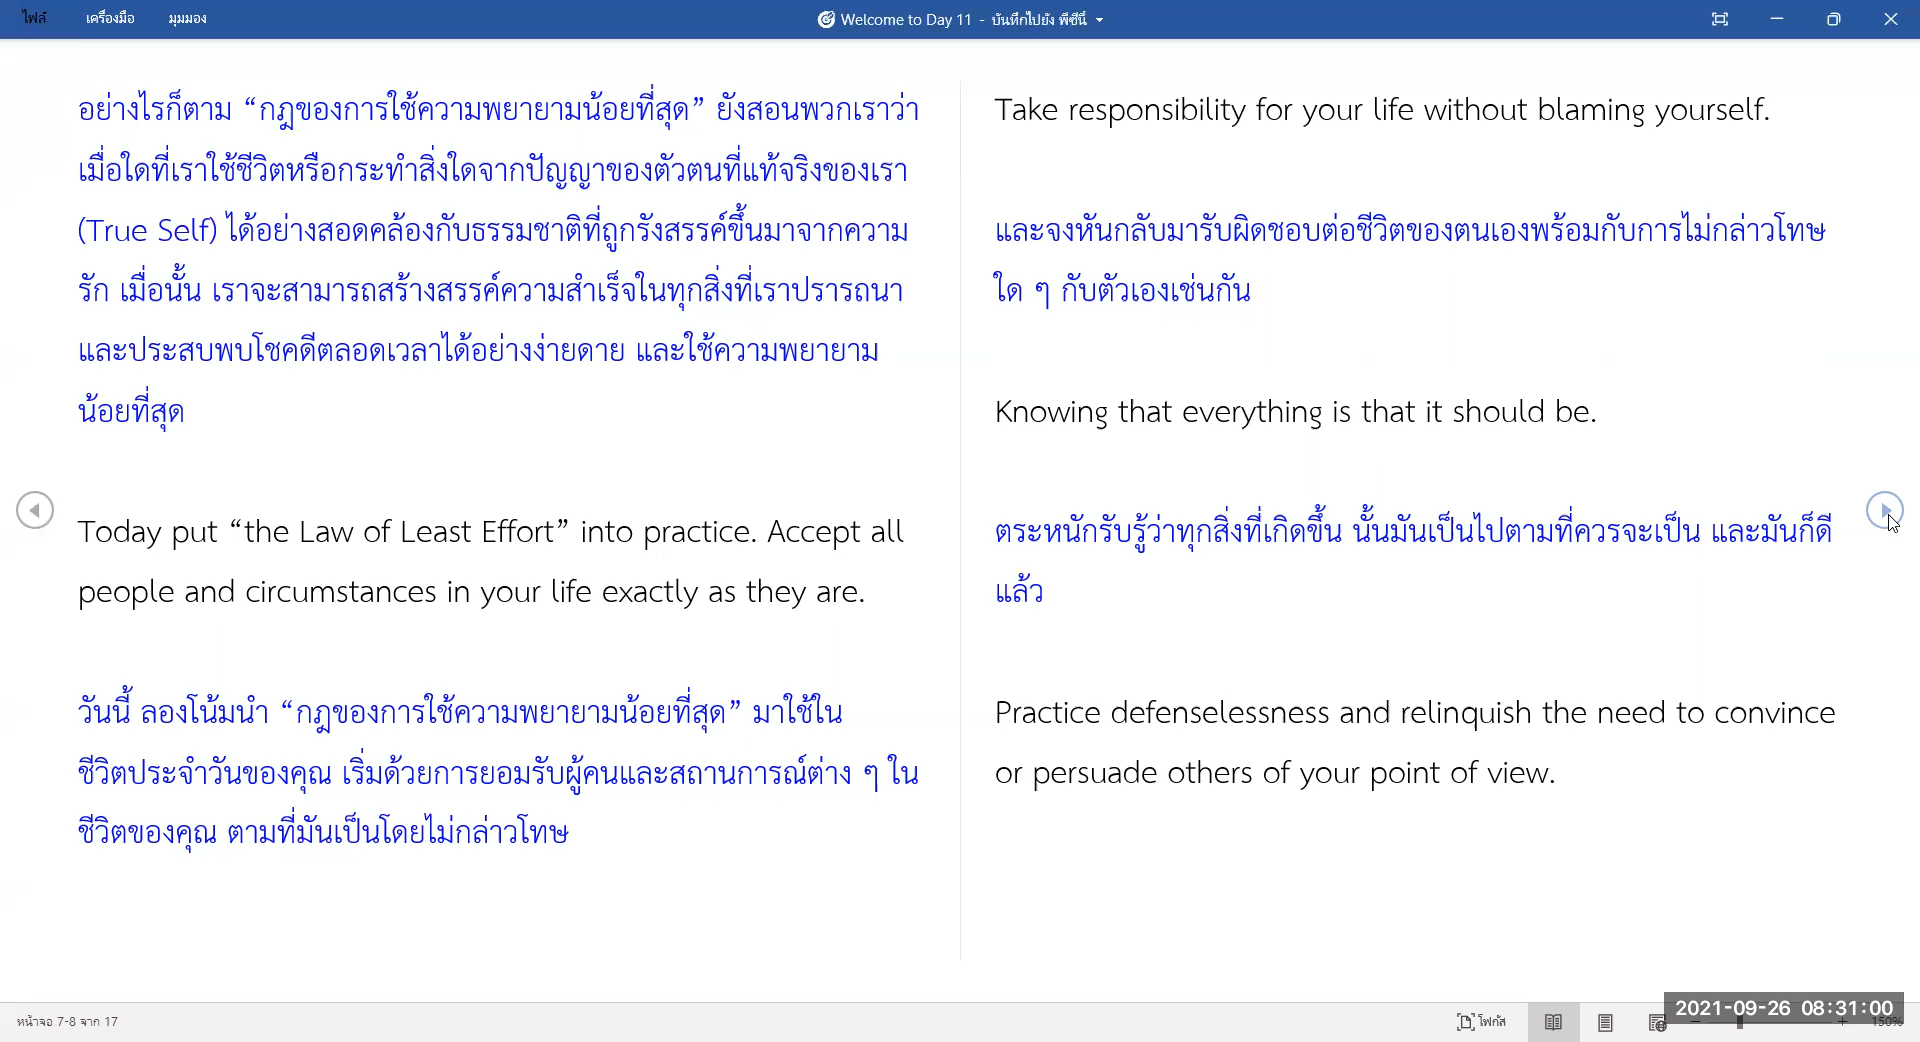 ไฟล์ เครื่องมือ มุมมอง
Welcome to Day 11 - บันทึกไปยัง พีซีนี้
อย่างไรก็ตาม “กฎของการใช้ความพยายามน้อยที่สุด” ยังสอนพวกเราว่า
เมื่อใดที่เราใช้ชีวิตหรือกระทำสิ่งใดจากปัญญาของตัวตนที่แท้จริงของเรา
(True Self) ได้อย่างสอดคล้องกับธรรมชาติที่ถูกรังสรรค์ขึ้นมาจากความ
รัก เมื่อนั้น เราจะสามารถสร้างสรรค์ความสำเร็จในทุกสิ่งที่เราปรารถนา
และประสบพบโชคดีตลอดเวลาได้อย่างง่ายดาย และใช้ความพยายาม
น้อยที่สุด
Today put “the Law of Least Effort” into practice. Accept all
people and circumstances in your life exactly as they are.
วันนี้ ลองโน้มนำ “กฎของการใช้ความพยายามน้อยที่สุด” มาใช้ใน
ชีวิตประจำวันของคุณ เริ่มด้วยการยอมรับผู้คนและสถานการณ์ต่าง ๆ ใน
ชีวิตของคุณ ตามที่มันเป็นโดยไม่กล่าวโทษ
Take responsibility for your life without blaming yourself.
และจงหันกลับมารับผิดชอบต่อชีวิตของตนเองพร้อมกับการไม่กล่าวโทษ
ใด ๆ กับตัวเองเช่นกัน
Knowing that everything is that it should be.
ตระหนักรับรู้ว่าทุกสิ่งที่เกิดขึ้น นั้นมันเป็นไปตามที่ควรจะเป็น และมันก็ดี
แล้ว
Practice defenselessness and relinquish the need to convince
or persuade others of your point of view.
หน้าจอ 7-8 จาก 17
โฟกัส
2021-09-26 08:31:00
150%